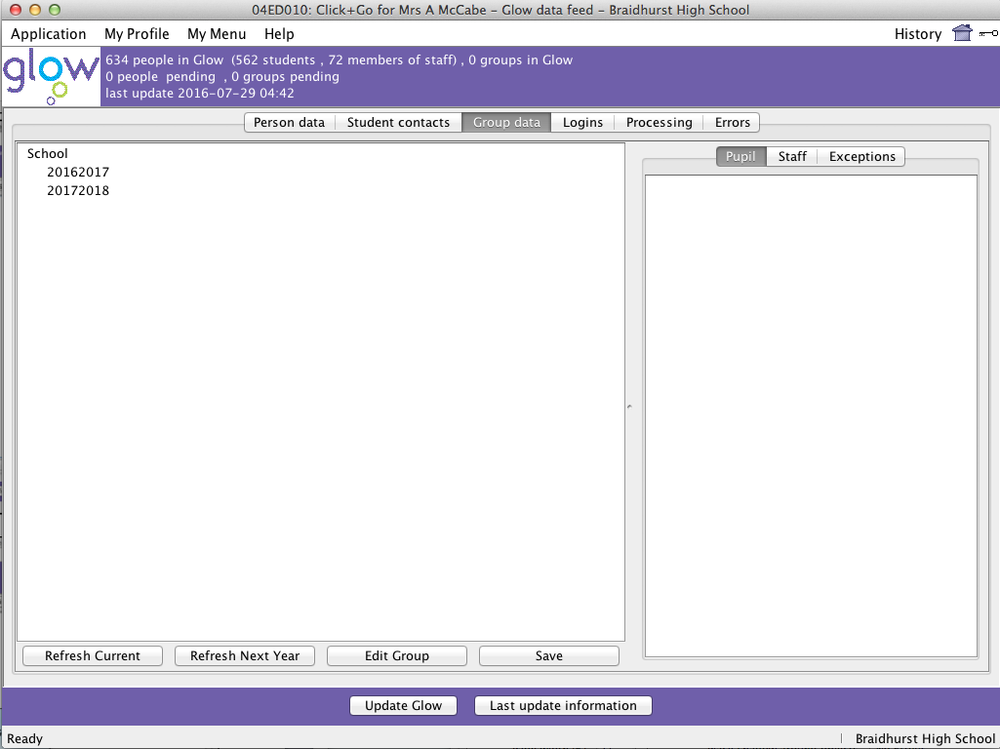 04ED010: Click+Go for Mrs A McCabe - Glow data feed - Braidhurst High School
Application My Profile My Menu Help History
glow
634 people in Glow (562 students , 72 members of staff) , 0 groups in Glow
0 people pending , 0 groups pending
last update 2016-07-29 04:42
Person data Student contacts Group data Logins Processing Errors
School
20162017
20172018
Pupil Staff Exceptions
Refresh Current Refresh Next Year Edit Group Save
Update Glow Last update information
Ready Braidhurst High School